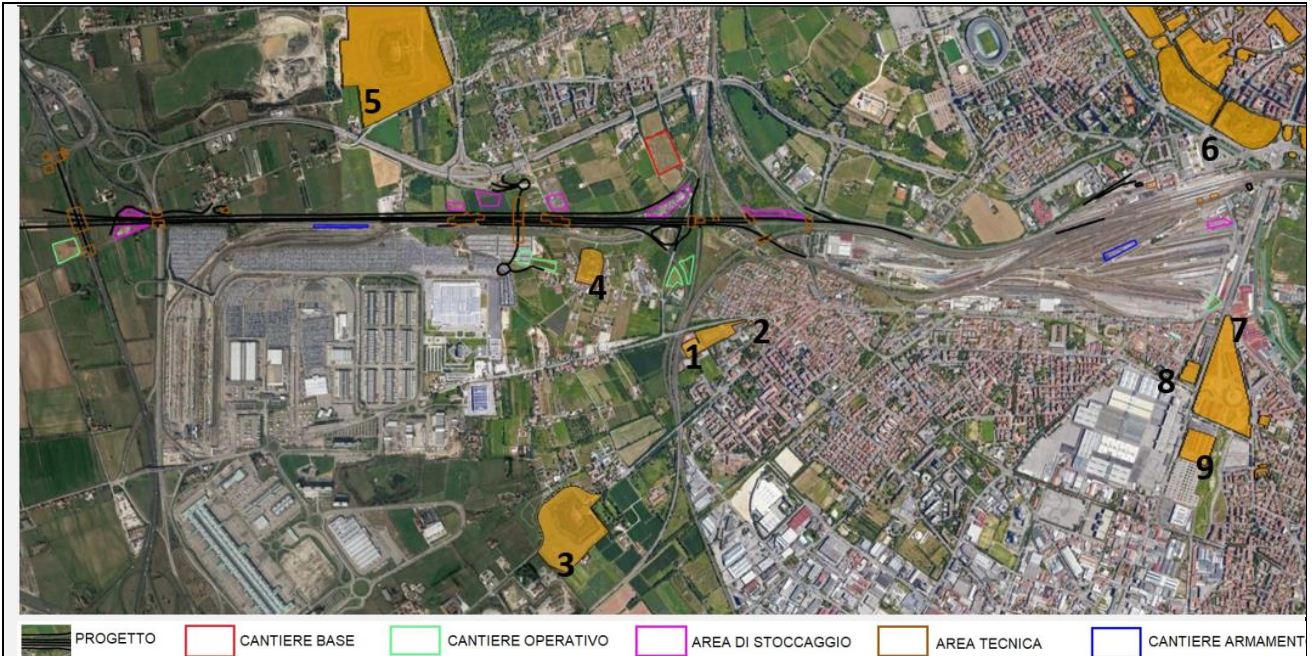 5
6
4
7
2
1
8
9
3
PROGETTO
CANTIERE BASE
CANTIERE OPERATIVO
AREA DI STOCCAGGIO
AREA TECNICA
CANTIERE ARMAMENT